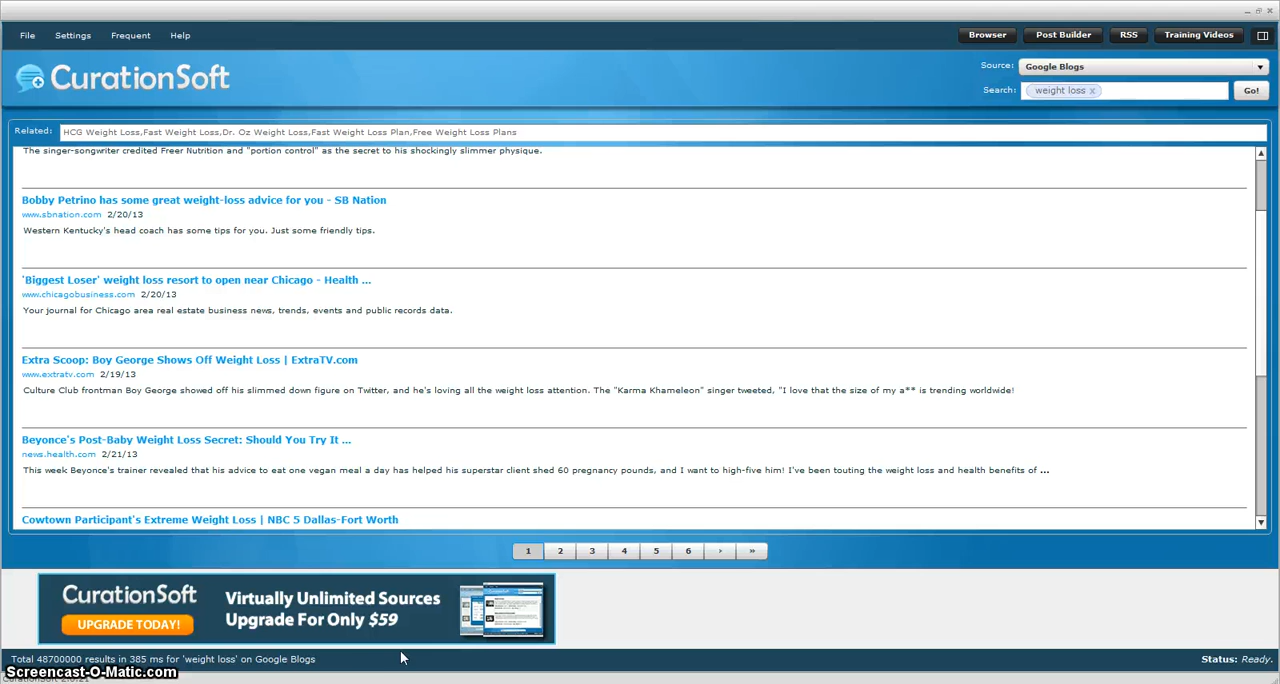 File Settings Frequent Help Browser Post Builder RSS Training Videos
CurationSoft
Source: Google Blogs
Search: weight loss x Go!
Related: HCG Weight Loss,Fast Weight Loss,Dr. Oz Weight Loss,Fast Weight Loss Plan,Free Weight Loss Plans
The singer-songwriter credited Freer Nutrition and "portion control" as the secret to his shockingly slimmer physique.
Bobby Petrino has some great weight-loss advice for you - SB Nation
www.sbnation.com 2/20/13
Western Kentucky's head coach has some tips for you. Just some friendly tips.
'Biggest Loser' weight loss resort to open near Chicago - Health ...
www.chicagobusiness.com 2/20/13
Your journal for Chicago area real estate business news, trends, events and public records data.
Extra Scoop: Boy George Shows Off Weight Loss | ExtraTV.com
www.extratv.com 2/19/13
Culture Club frontman Boy George showed off his slimmed down figure on Twitter, and he's loving all the weight loss attention. The "Karma Khameleon" singer tweeted, "I love that the size of my a** is trending worldwide!
Beyonce's Post-Baby Weight Loss Secret: Should You Try It ...
news.health.com 2/21/13
This week Beyonce's trainer revealed that his advice to eat one vegan meal a day has helped his superstar client shed 60 pregnancy pounds, and I want to high-five him! I've been touting the weight loss and health benefits of ...
Cowtown Participant's Extreme Weight Loss | NBC 5 Dallas-Fort Worth
1 2 3 4 5 6 › »
CurationSoft
UPGRADE TODAY!
Virtually Unlimited Sources
Upgrade For Only $59
Total 48700000 results in 385 ms for 'weight loss' on Google Blogs
Status: Ready.
Screencast-O-Matic.com